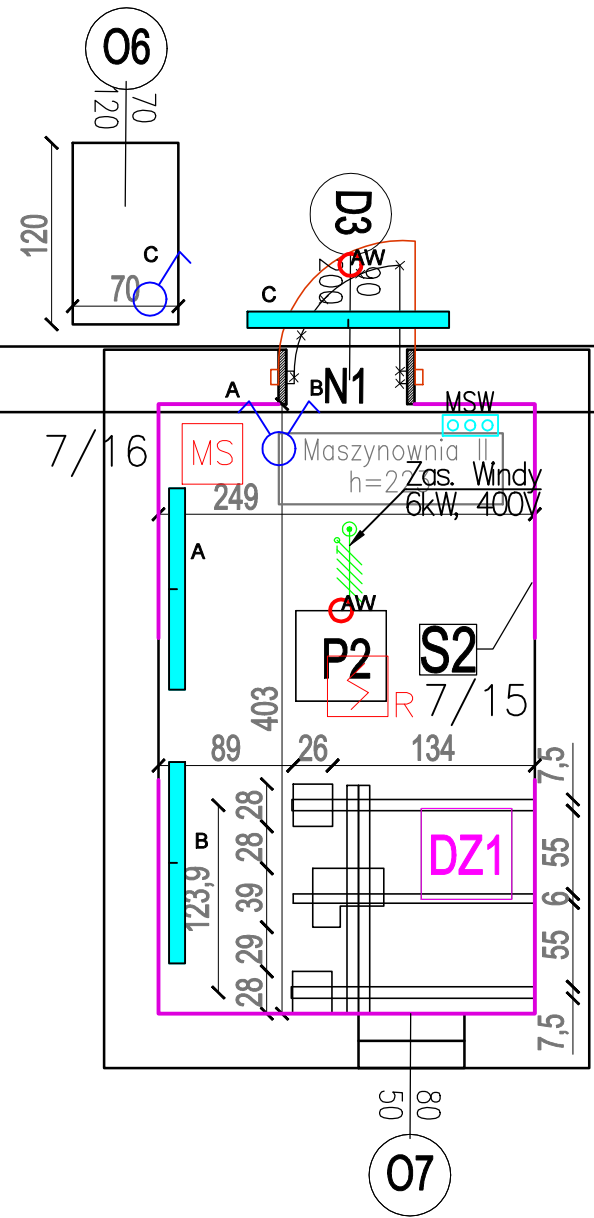 O6
70
120
120
C
70
D3
AW
90
200
C
N1
A
B
MSW
7/16
MS
Maszynownia II
Zas. Windy
6kW, 400V
249
A
AW
P2
S2
R
7/15
403
89
26
134
7,5
28
28
B
DZ1
55
39
123,9
6
29
55
28
7,5
80
50
O7